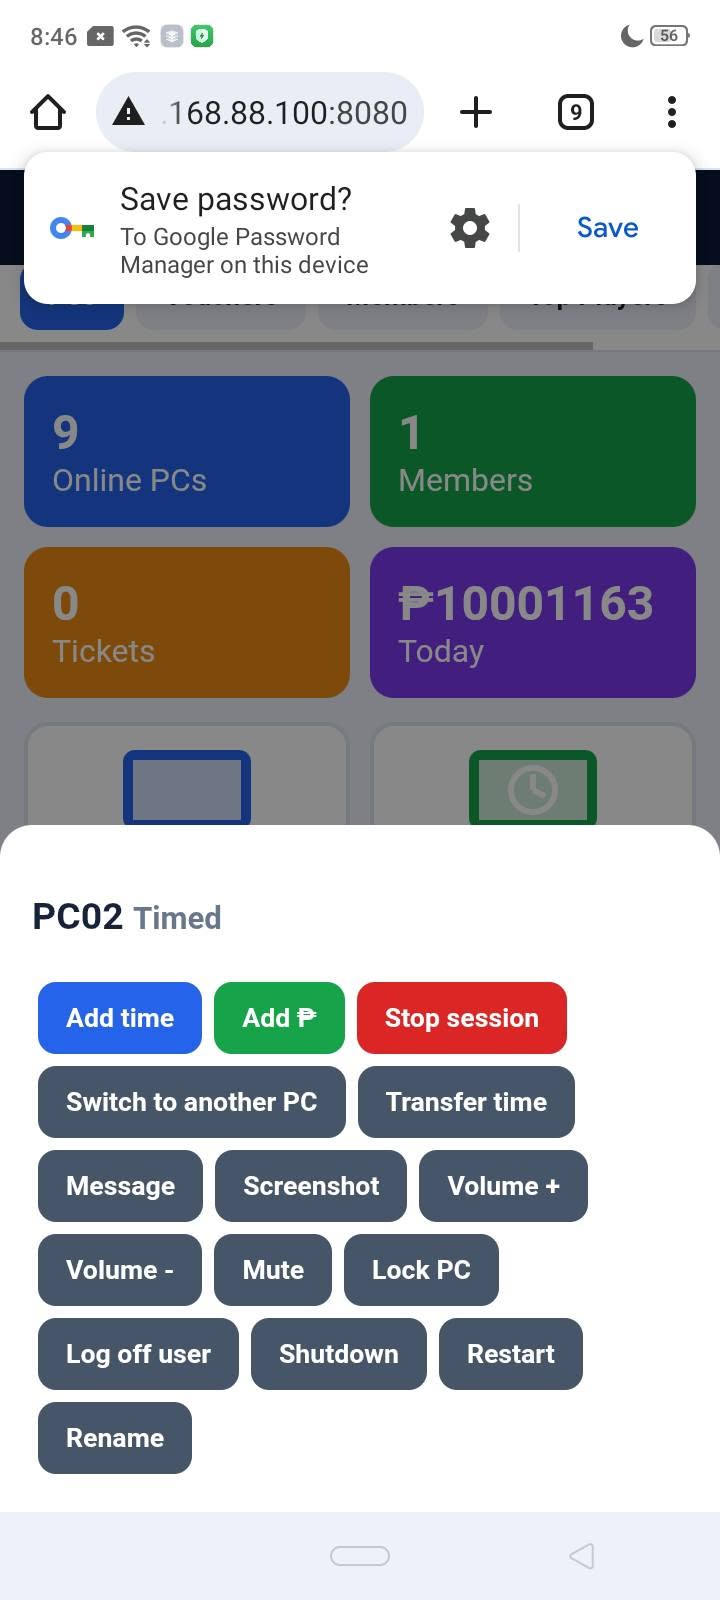 8:46
56
.168.88.100:8080
9
Save password?
To Google Password
Manager on this device
Save
9
Online PCs
1
Members
0
Tickets
₱10001163
Today
PC02 Timed
Add time
Add ₱
Stop session
Switch to another PC
Transfer time
Message
Screenshot
Volume +
Volume -
Mute
Lock PC
Log off user
Shutdown
Restart
Rename